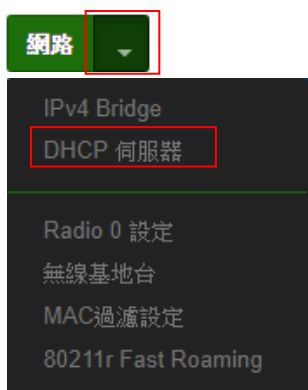 網路
IPv4 Bridge
DHCP 伺服器
Radio 0 設定
無線基地台
MAC過濾設定
80211r Fast Roaming